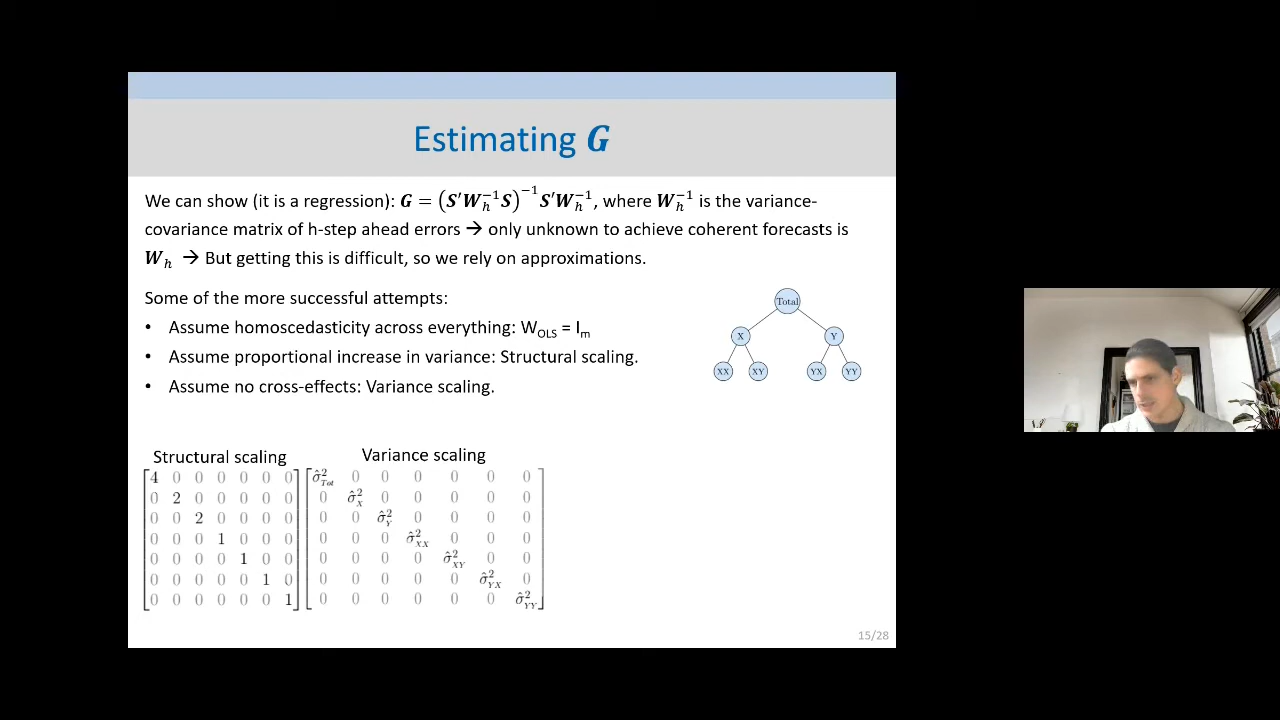 Estimating G
We can show (it is a regression): G = (S′W_h^{-1}S)^{-1}S′W_h^{-1}, where W_h^{-1} is the variance-
covariance matrix of h-step ahead errors → only unknown to achieve coherent forecasts is
W_h → But getting this is difficult, so we rely on approximations.
Some of the more successful attempts:
• Assume homoscedasticity across everything: W_OLS = I_m
• Assume proportional increase in variance: Structural scaling.
• Assume no cross-effects: Variance scaling.
Total
X Y
XX XY YX YY
Structural scaling
4 0 0 0 0 0 0
0 2 0 0 0 0 0
0 0 2 0 0 0 0
0 0 0 1 0 0 0
0 0 0 0 1 0 0
0 0 0 0 0 1 0
0 0 0 0 0 0 1
Variance scaling
σ̂²_Tot 0 0 0 0 0 0
0 σ̂²_X 0 0 0 0 0
0 0 σ̂²_Y 0 0 0 0
0 0 0 σ̂²_XX 0 0 0
0 0 0 0 σ̂²_XY 0 0
0 0 0 0 0 σ̂²_YX 0
0 0 0 0 0 0 σ̂²_YY
15/28